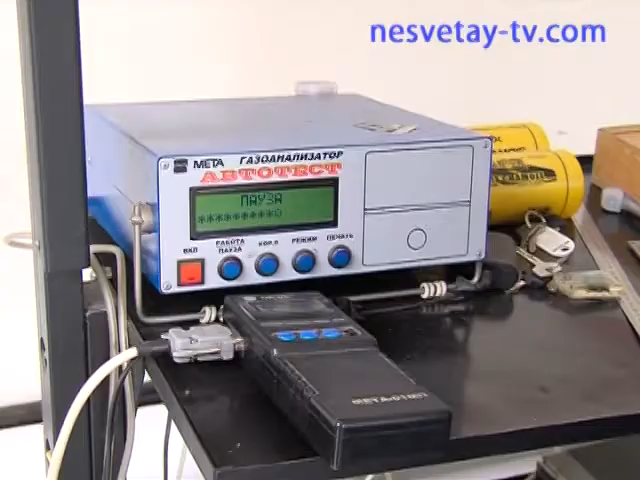 nesvetay-tv.com
МЕТА
ГАЗОАНАЛИЗАТОР
АВТОТЕСТ
ПАУЗА
ВКЛ
РАБОТА
ПАУЗА
КОР.0
РЕЖИМ
ПЕЧАТЬ